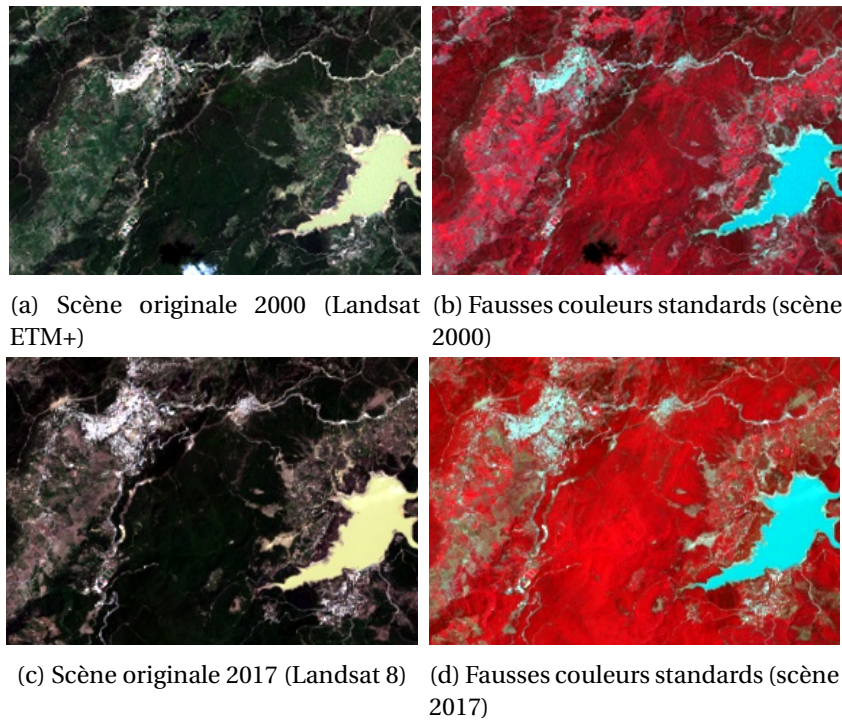 (a) Scène originale 2000 (Landsat
ETM+)
(b) Fausses couleurs standards (scène
2000)
(c) Scène originale 2017 (Landsat 8)
(d) Fausses couleurs standards (scène
2017)